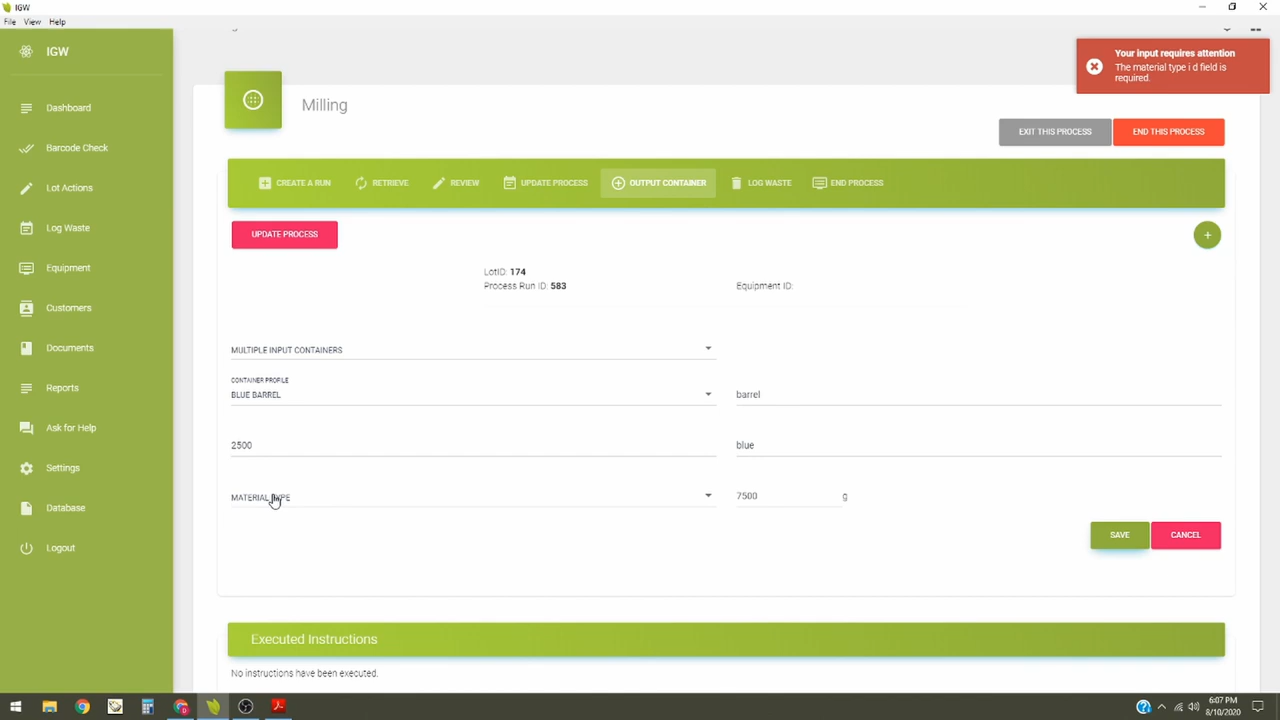 IGW
File View Help
IGW
Dashboard
Barcode Check
Lot Actions
Log Waste
Equipment
Customers
Documents
Reports
Ask for Help
Settings
Database
Logout
Your input requires attention
The material type i d field is
required.
Milling
EXIT THIS PROCESS
END THIS PROCESS
CREATE A RUN
RETRIEVE
REVIEW
UPDATE PROCESS
OUTPUT CONTAINER
LOG WASTE
END PROCESS
UPDATE PROCESS
+
LotID: 174
Process Run ID: 583
Equipment ID:
MULTIPLE INPUT CONTAINERS
CONTAINER PROFILE
BLUE BARREL
barrel
2500
blue
MATERIAL TYPE
7500 g
SAVE
CANCEL
Executed Instructions
No instructions have been executed.
6:07 PM
8/10/2020